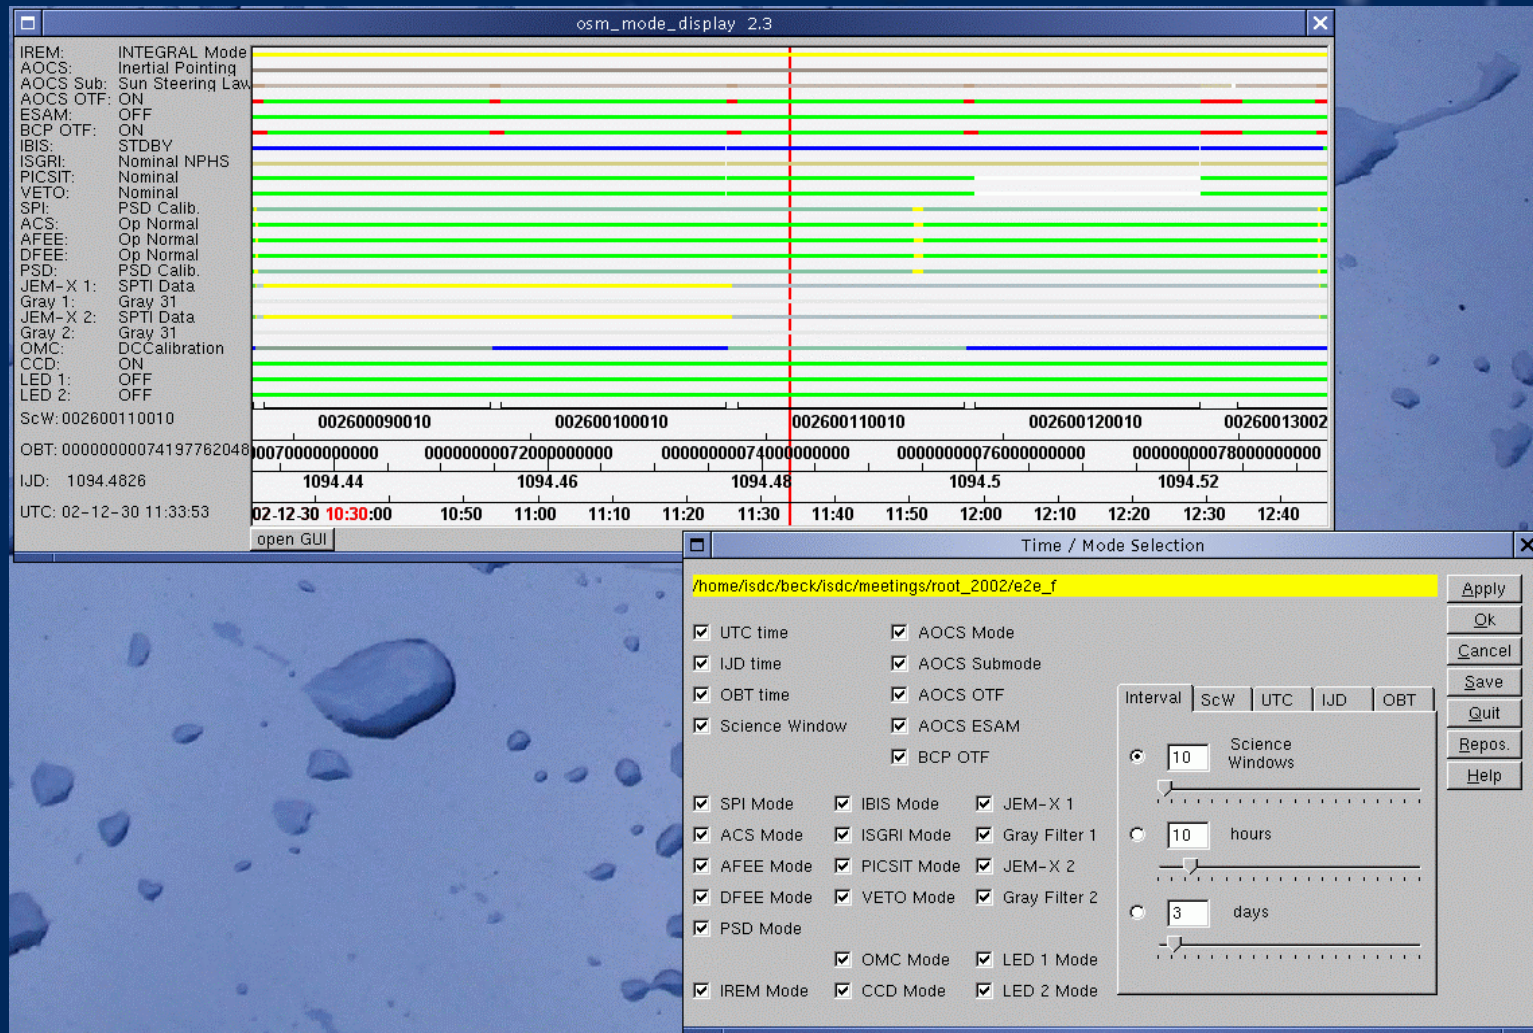 osm_mode_display 2.3
IREM: INTEGRAL Mode
AOCS: Inertial Pointing
AOCS Sub: Sun Steering Law
AOCS OTF: ON
ESAM: OFF
BCP OTF: ON
IBIS: STDBY
ISGRI: Nominal NPHS
PICSIT: Nominal
VETO: Nominal
SPI: PSD Calib.
ACS: Op Normal
AFEE: Op Normal
DFEE: Op Normal
PSD: PSD Calib.
JEM-X 1: SPTI Data
Gray 1: Gray 31
JEM-X 2: SPTI Data
Gray 2: Gray 31
OMC: DCCalibration
CCD: ON
LED 1: OFF
LED 2: OFF
ScW: 002600110010 002600090010 002600100010 002600110010 002600120010 00260013002
OBT: 00000000074197762048 00070000000000 00000000072000000000 00000000074000000000 00000000076000000000 00000000078000000000
IJD: 1094.4826 1094.44 1094.46 1094.48 1094.5 1094.52
UTC: 02-12-30 11:33:53 02-12-30 10:30:00 10:50 11:00 11:10 11:20 11:30 11:40 11:50 12:00 12:10 12:20 12:30 12:40
open GUI
Time / Mode Selection
/home/isdc/beck/isdc/meetings/root_2002/e2e_f
Apply
Ok
Cancel
Save
Quit
Repos.
Help
UTC time AOCS Mode
IJD time AOCS Submode
OBT time AOCS OTF
Science Window AOCS ESAM
BCP OTF
SPI Mode IBIS Mode JEM-X 1
ACS Mode ISGRI Mode Gray Filter 1
AFEE Mode PICSIT Mode JEM-X 2
DFEE Mode VETO Mode Gray Filter 2
PSD Mode
OMC Mode LED 1 Mode
IREM Mode CCD Mode LED 2 Mode
Interval ScW UTC IJD OBT
10 Science
Windows
10 hours
3 days